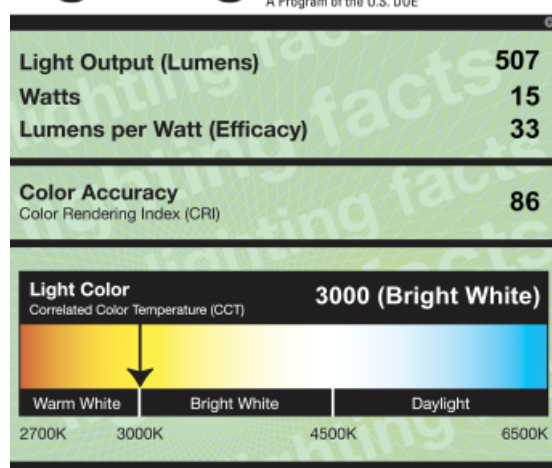 A Program of the U.S. DOE
Light Output (Lumens) 507
Watts 15
Lumens per Watt (Efficacy) 33
Color Accuracy
Color Rendering Index (CRI) 86
Light Color
Correlated Color Temperature (CCT) 3000 (Bright White)
Warm White Bright White Daylight
2700K 3000K 4500K 6500K
lighting facts